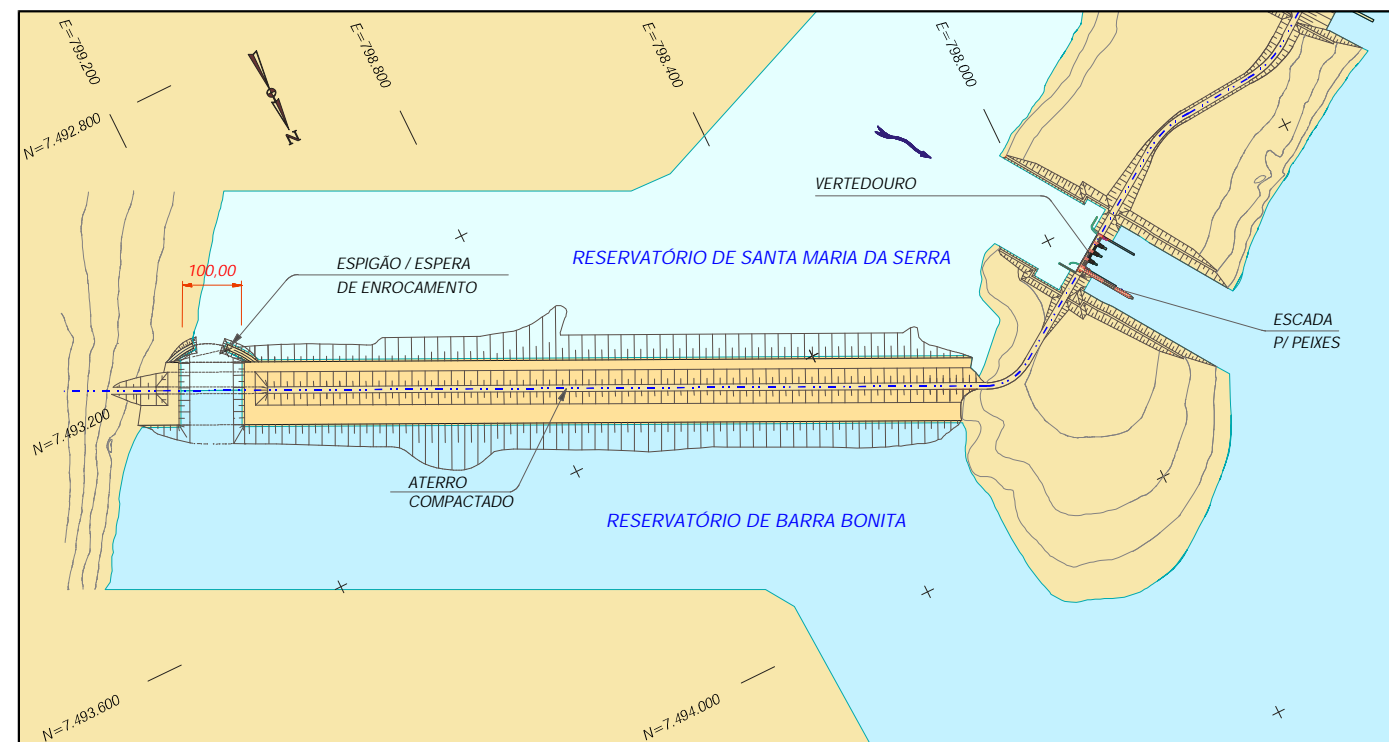 E=799.200
E=798.800
E=798.400
E=798.000
N=7.492.800
N
VERTEDOURO
RESERVATÓRIO DE SANTA MARIA DA SERRA
100,00
ESPIGÃO / ESPERA
DE ENROCAMENTO
ESCADA
P/ PEIXES
N=7.493.200
ATERRO
COMPACTADO
RESERVATÓRIO DE BARRA BONITA
N=7.493.600
N=7.494.000